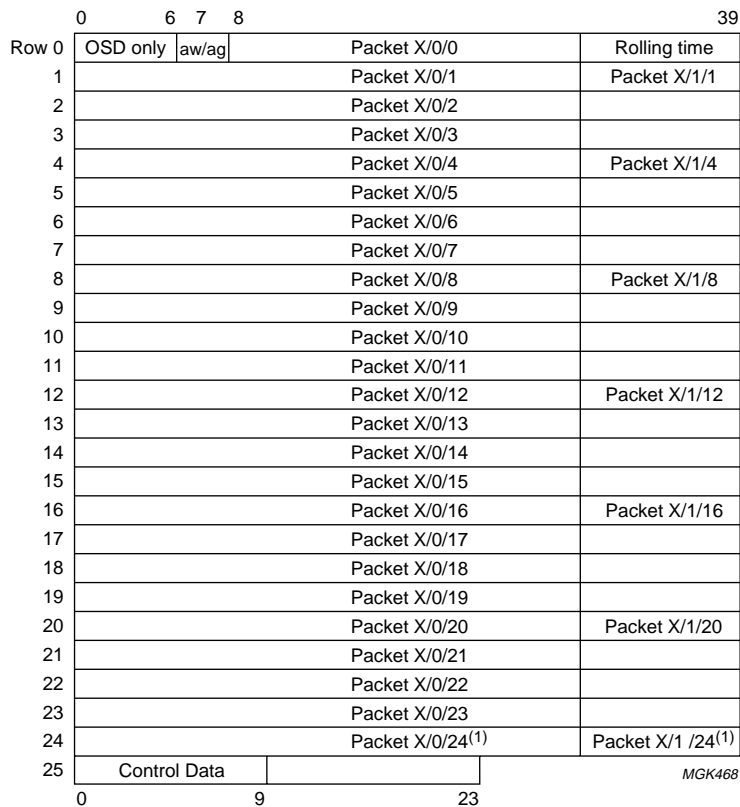 0 6 7 8 39
Row 0 OSD only aw/ag Packet X/0/0 Rolling time
1 Packet X/0/1 Packet X/1/1
2 Packet X/0/2
3 Packet X/0/3
4 Packet X/0/4 Packet X/1/4
5 Packet X/0/5
6 Packet X/0/6
7 Packet X/0/7
8 Packet X/0/8 Packet X/1/8
9 Packet X/0/9
10 Packet X/0/10
11 Packet X/0/11
12 Packet X/0/12 Packet X/1/12
13 Packet X/0/13
14 Packet X/0/14
15 Packet X/0/15
16 Packet X/0/16 Packet X/1/16
17 Packet X/0/17
18 Packet X/0/18
19 Packet X/0/19
20 Packet X/0/20 Packet X/1/20
21 Packet X/0/21
22 Packet X/0/22
23 Packet X/0/23
24 Packet X/0/24(1) Packet X/1 /24(1)
25 Control Data MGK468
0 9 23